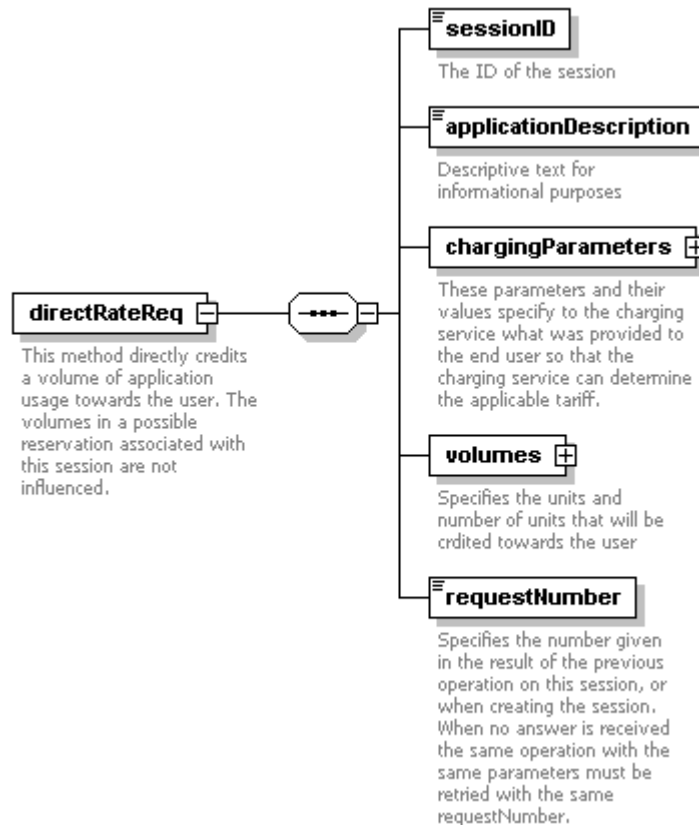 sessionID
The ID of the session
applicationDescription
Descriptive text for
informational purposes
chargingParameters
These parameters and their
values specify to the charging
service what was provided to
the end user so that the
charging service can determine
the applicable tariff.
directRateReq
This method directly credits
a volume of application
usage towards the user. The
volumes in a possible
reservation associated with
this session are not
influenced.
volumes
Specifies the units and
number of units that will be
crdited towards the user
requestNumber
Specifies the number given
in the result of the previous
operation on this session, or
when creating the session.
When no answer is received
the same operation with the
same parameters must be
retried with the same
requestNumber.